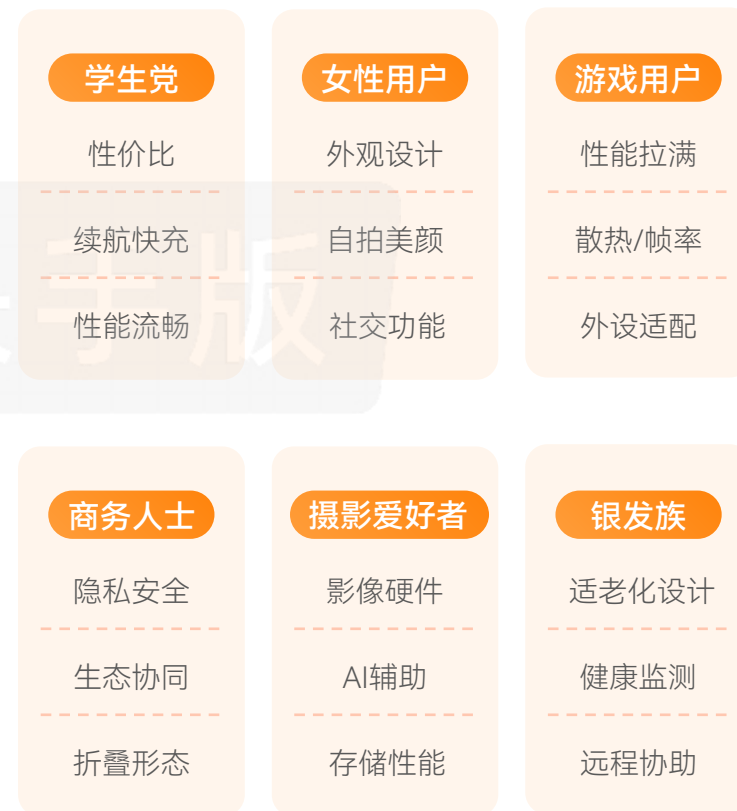 学生党
性价比
续航快充
性能流畅
女性用户
外观设计
自拍美颜
社交功能
游戏用户
性能拉满
散热/帧率
外设适配
商务人士
隐私安全
生态协同
折叠形态
摄影爱好者
影像硬件
AI辅助
存储性能
银发族
适老化设计
健康监测
远程协助
手版